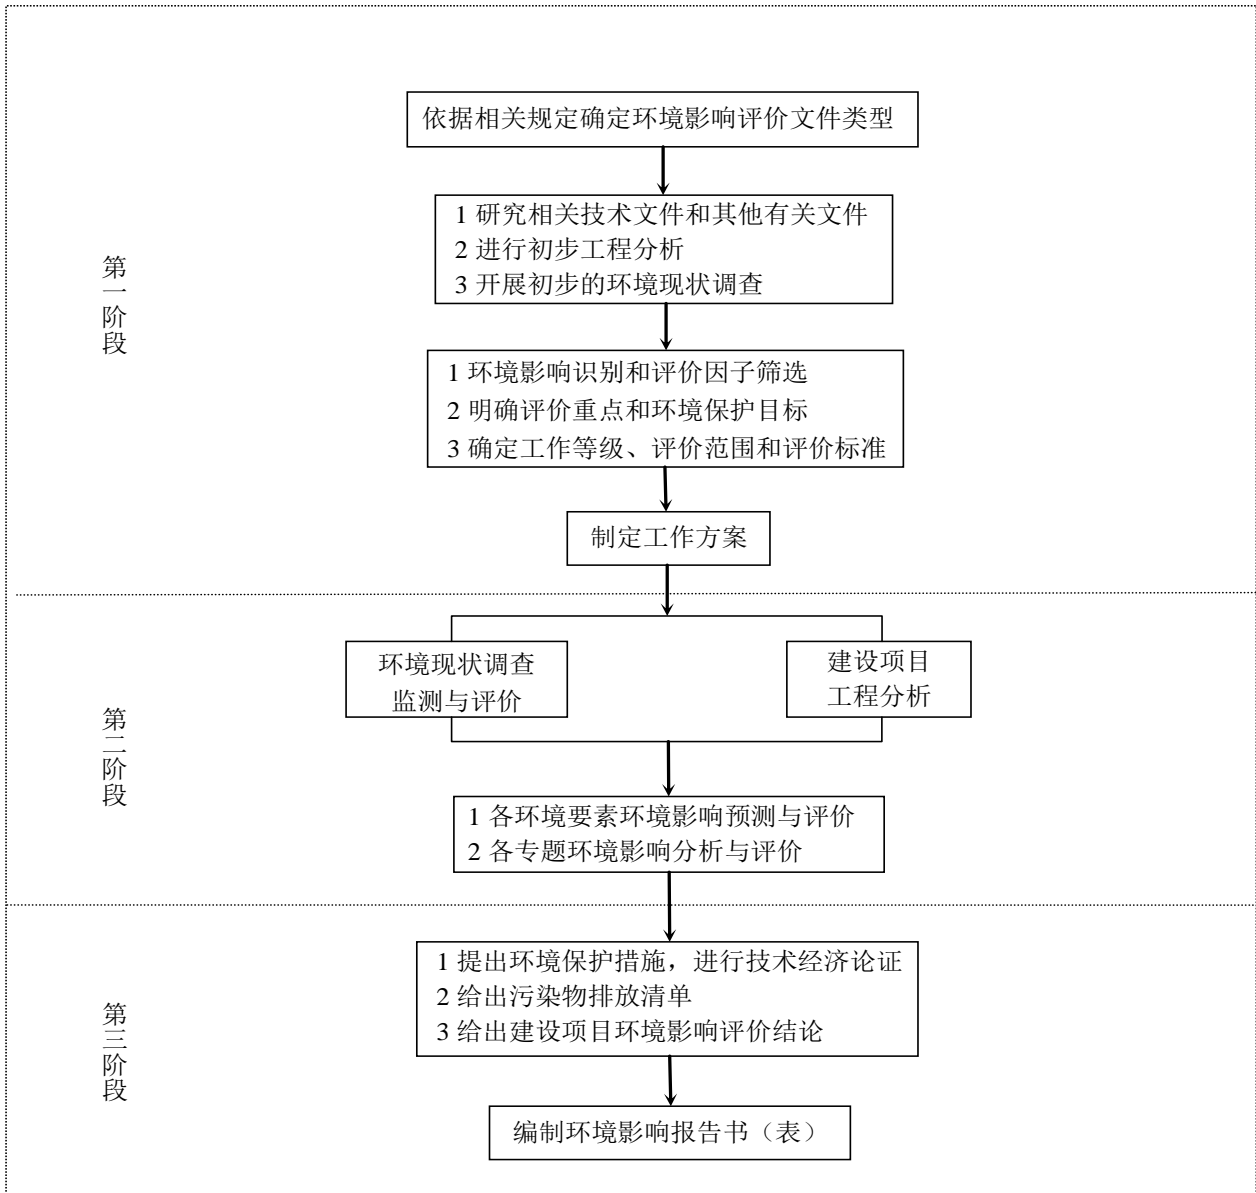 依据相关规定确定环境影响评价文件类型
1 研究相关技术文件和其他有关文件
2 进行初步工程分析
3 开展初步的环境现状调查
第一阶段
1 环境影响识别和评价因子筛选
2 明确评价重点和环境保护目标
3 确定工作等级、评价范围和评价标准
制定工作方案
环境现状调查
监测与评价
建设项目
工程分析
第二阶段
1 各环境要素环境影响预测与评价
2 各专题环境影响分析与评价
1 提出环境保护措施，进行技术经济论证
2 给出污染物排放清单
3 给出建设项目环境影响评价结论
第三阶段
编制环境影响报告书（表）